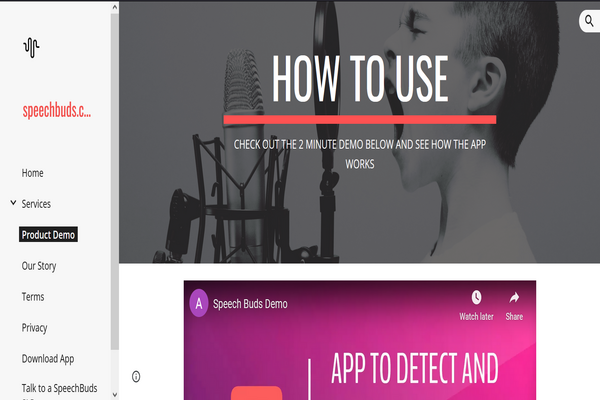 speechbuds.c...
Home
Services
Product Demo
Our Story
Terms
Privacy
Download App
Talk to a SpeechBuds
HOW TO USE
CHECK OUT THE 2 MINUTE DEMO BELOW AND SEE HOW THE APP
WORKS
A
Speech Buds Demo
Watch later
Share
APP TO DETECT AND